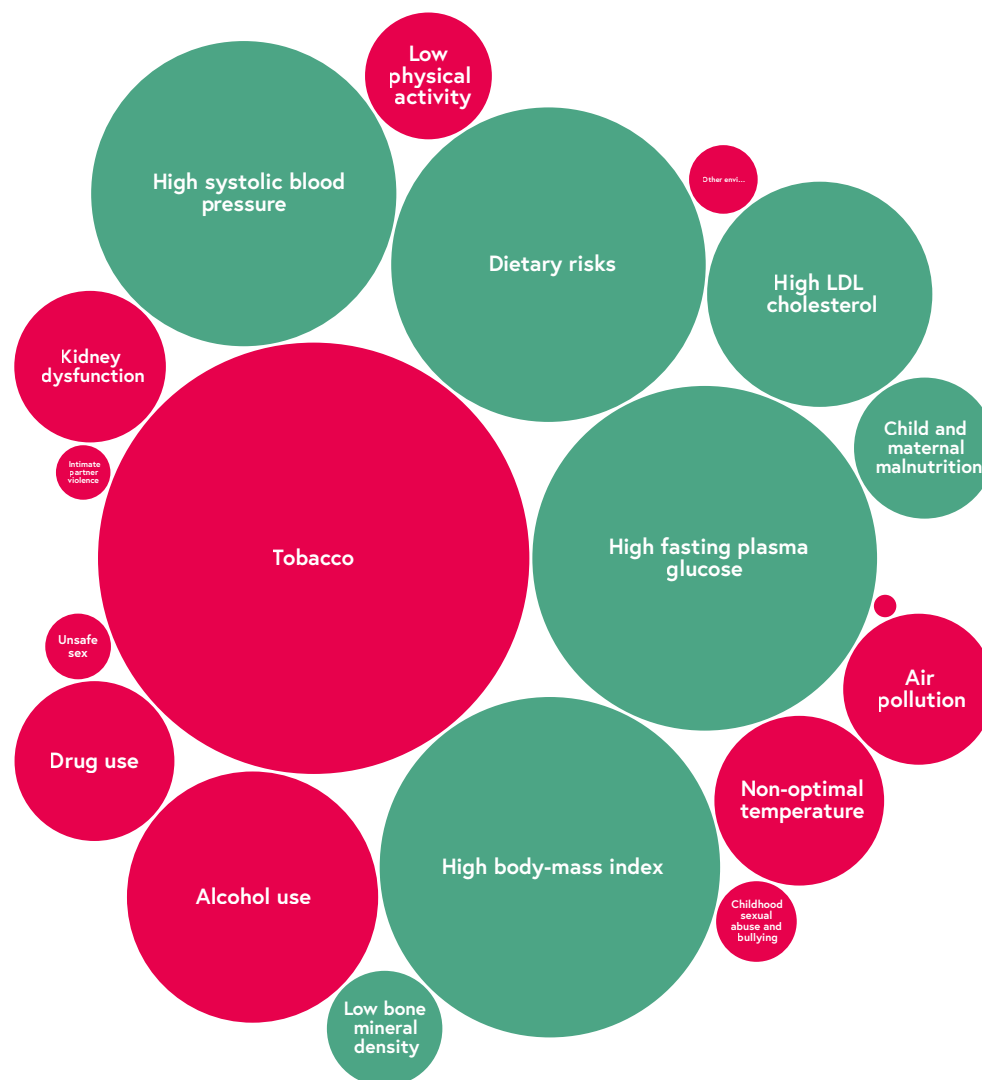 Low
physical
activity
High systolic blood
pressure
Other envi...
Dietary risks
High LDL
cholesterol
Kidney
dysfunction
Child and
maternal
malnutrition
Intimate
partner
violence
Tobacco
High fasting plasma
glucose
Unsafe
sex
Air
pollution
Drug use
Non-optimal
temperature
High body-mass index
Alcohol use
Childhood
sexual
abuse and
bullying
Low bone
mineral
density